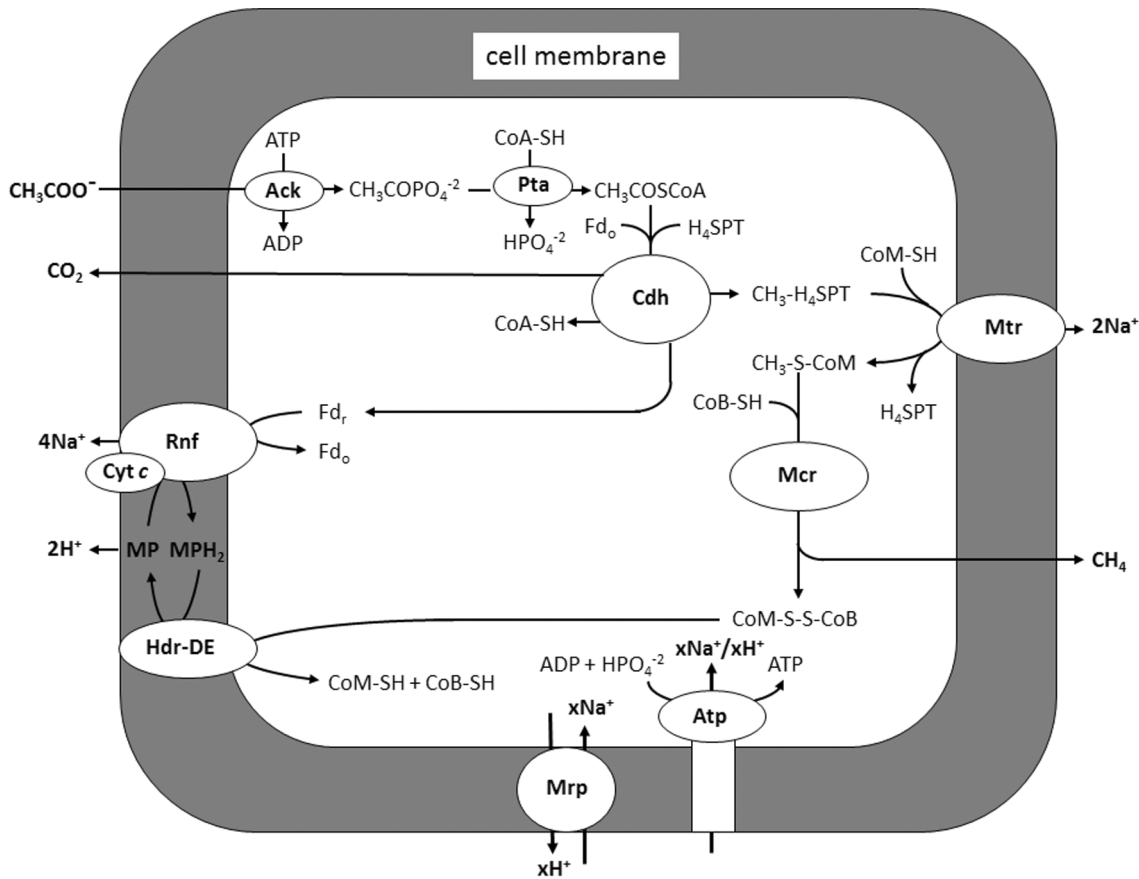 cell membrane
ATP
CoA-SH
CH₃COO⁻
Ack
CH₃COPO₄⁻²
Pta
CH₃COSCoA
ADP
HPO₄⁻²
Fdₒ
H₄SPT
CO₂
Cdh
CoM-SH
CH₃-H₄SPT
CoA-SH
Mtr
2Na⁺
CH₃-S-CoM
CoB-SH
H₄SPT
Fdᵣ
4Na⁺
Rnf
Fdₒ
Cyt c
Mcr
2H⁺
MP
MPH₂
CH₄
CoM-S-S-CoB
Hdr-DE
xNa⁺/xH⁺
ADP + HPO₄⁻²
ATP
CoM-SH + CoB-SH
xNa⁺
Atp
Mrp
xH⁺